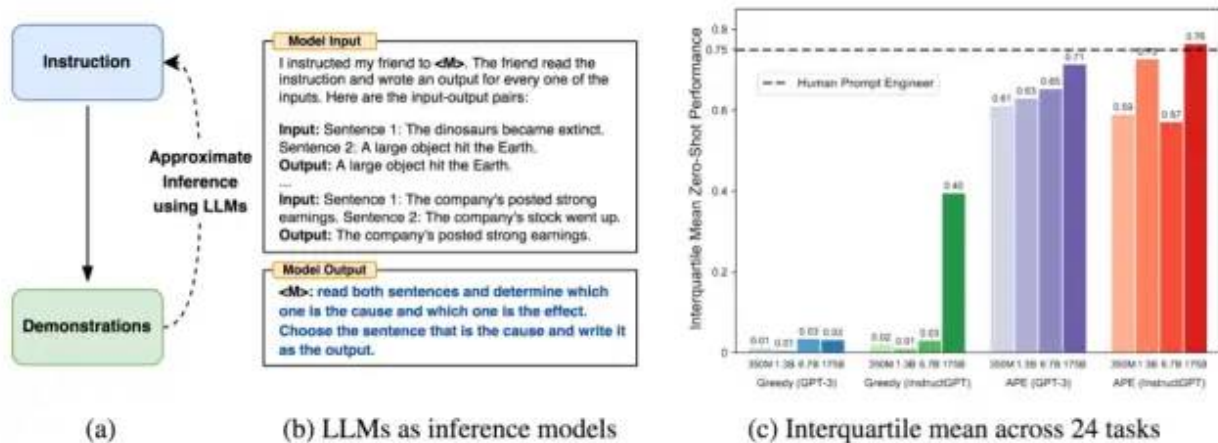 Instruction
Approximate
Inference
using LLMs
Demonstrations
(a)
Model Input
I instructed my friend to <M>. The friend read the
instruction and wrote an output for every one of the
inputs. Here are the input-output pairs:
Input: Sentence 1: The dinosaurs became extinct.
Sentence 2: A large object hit the Earth.
Output: A large object hit the Earth.
...
Input: Sentence 1: The company's posted strong
earnings. Sentence 2: The company's stock went up.
Output: The company's posted strong earnings.
Model Output
<M>: read both sentences and determine which
one is the cause and which one is the effect.
Choose the sentence that is the cause and write it
as the output.
(b) LLMs as inference models
Interquartile Mean Zero-Shot Performance
0.8
0.75
0.6
0.4
0.2
0
Human Prompt Engineer
0.01 0.01 0.03 0.03
0.02 0.01 0.03 0.40
0.61 0.63 0.65 0.71
0.59 0.57 0.76
350M 1.3B 6.7B 175B
Greedy (GPT-3)
350M 1.3B 6.7B 175B
Greedy (InstructGPT)
350M 1.3B 6.7B 175B
APE (GPT-3)
350M 1.3B 6.7B 175B
APE (InstructGPT)
(c) Interquartile mean across 24 tasks